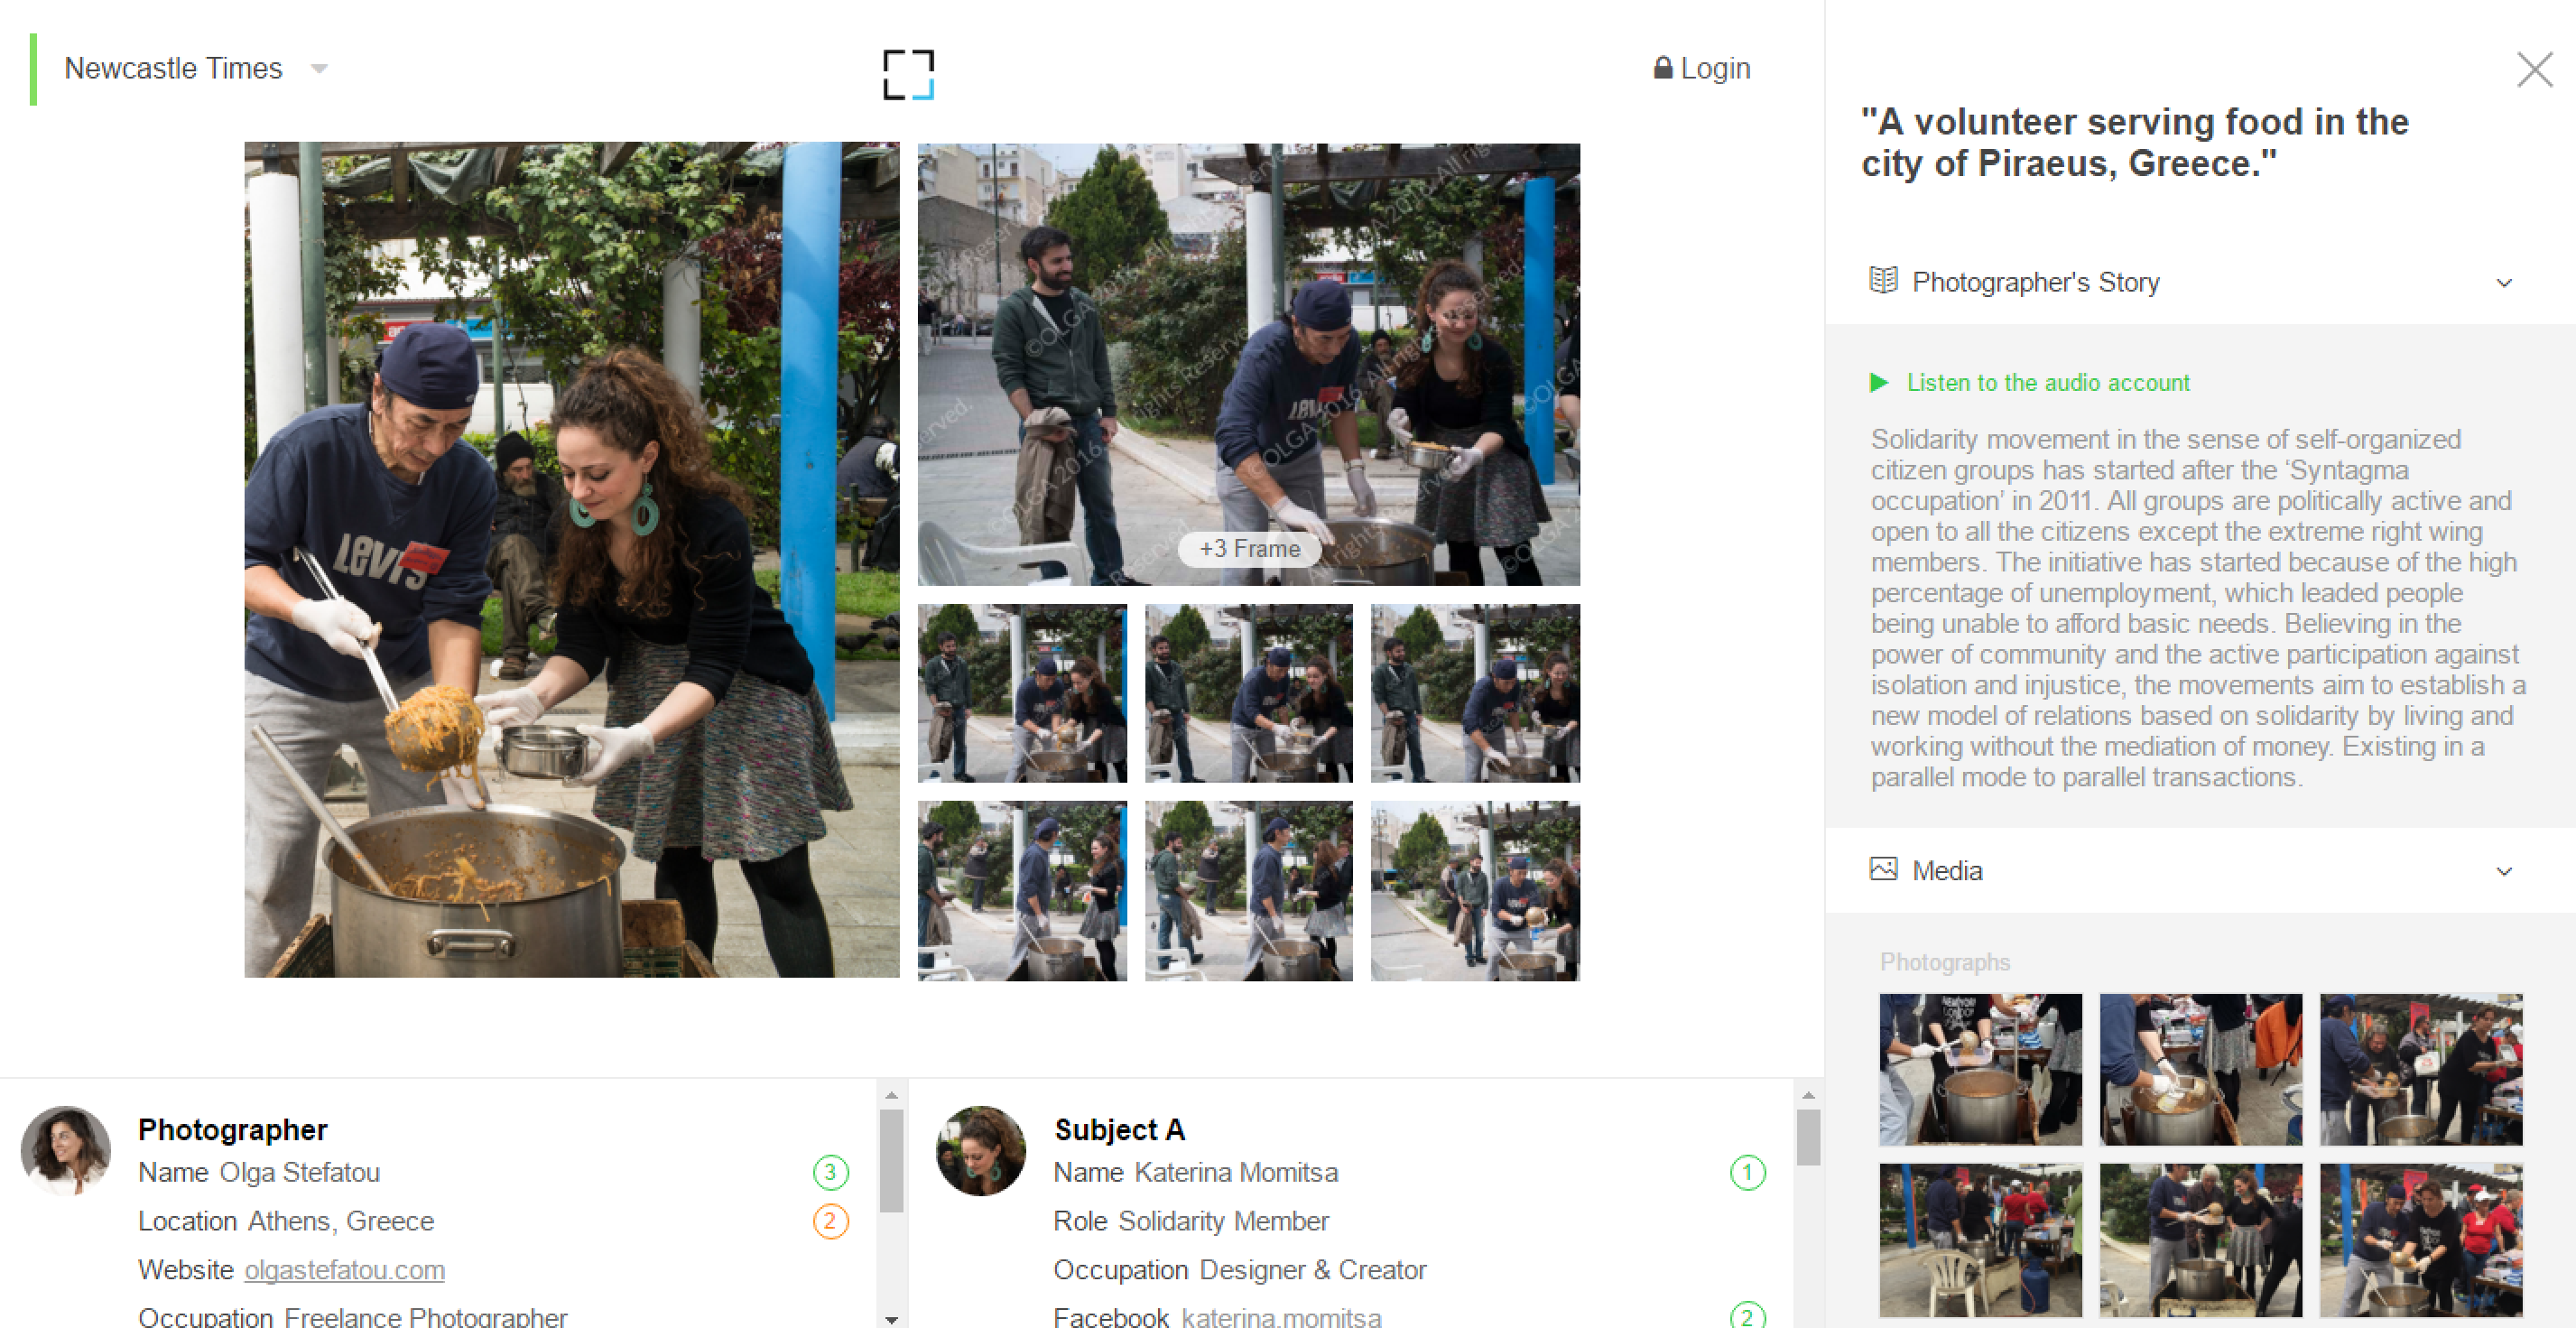 Newcastle Times
Login
"A volunteer serving food in the
city of Piraeus, Greece."
Photographer's Story
Listen to the audio account
Solidarity movement in the sense of self-organized
citizen groups has started after the ‘Syntagma
occupation’ in 2011. All groups are politically active and
open to all the citizens except the extreme right wing
members. The initiative has started because of the high
percentage of unemployment, which leaded people
being unable to afford basic needs. Believing in the
power of community and the active participation against
isolation and injustice, the movements aim to establish a
new model of relations based on solidarity by living and
working without the mediation of money. Existing in a
parallel mode to parallel transactions.
Media
Photographs
LEVI'S
©OLGA 2016. All rights Reserved.
+3 Frame
Photographer
Name Olga Stefatou
3
Location Athens, Greece
2
Website olgastefatou.com
Occupation Freelance Photographer
Subject A
Name Katerina Momitsa
1
Role Solidarity Member
Occupation Designer & Creator
Facebook katerina.momitsa
2